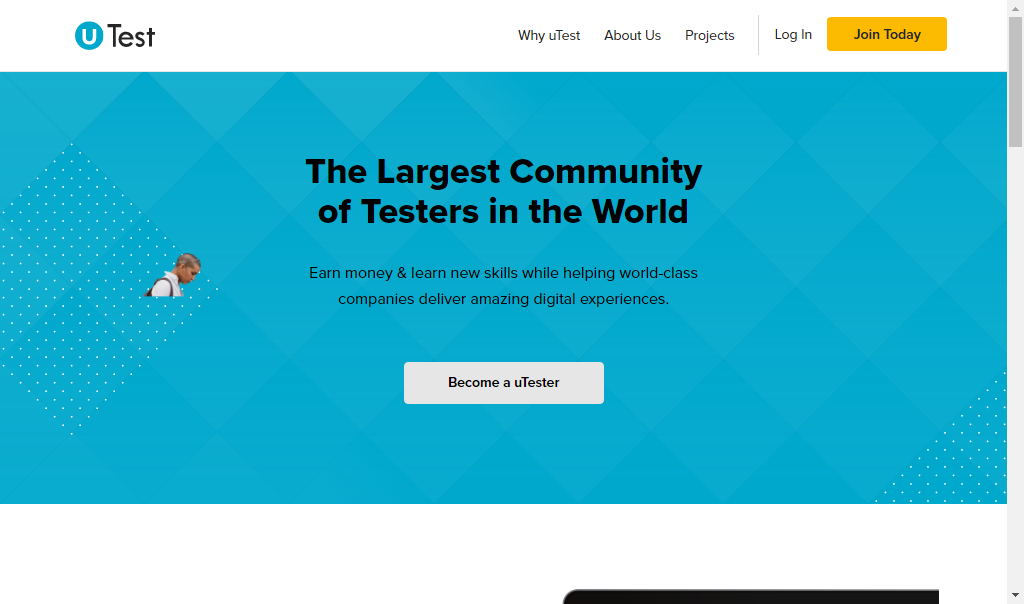 uTest
Why uTest
About Us
Projects
Log In
Join Today
The Largest Community
of Testers in the World
Earn money & learn new skills while helping world-class
companies deliver amazing digital experiences.
Become a uTester